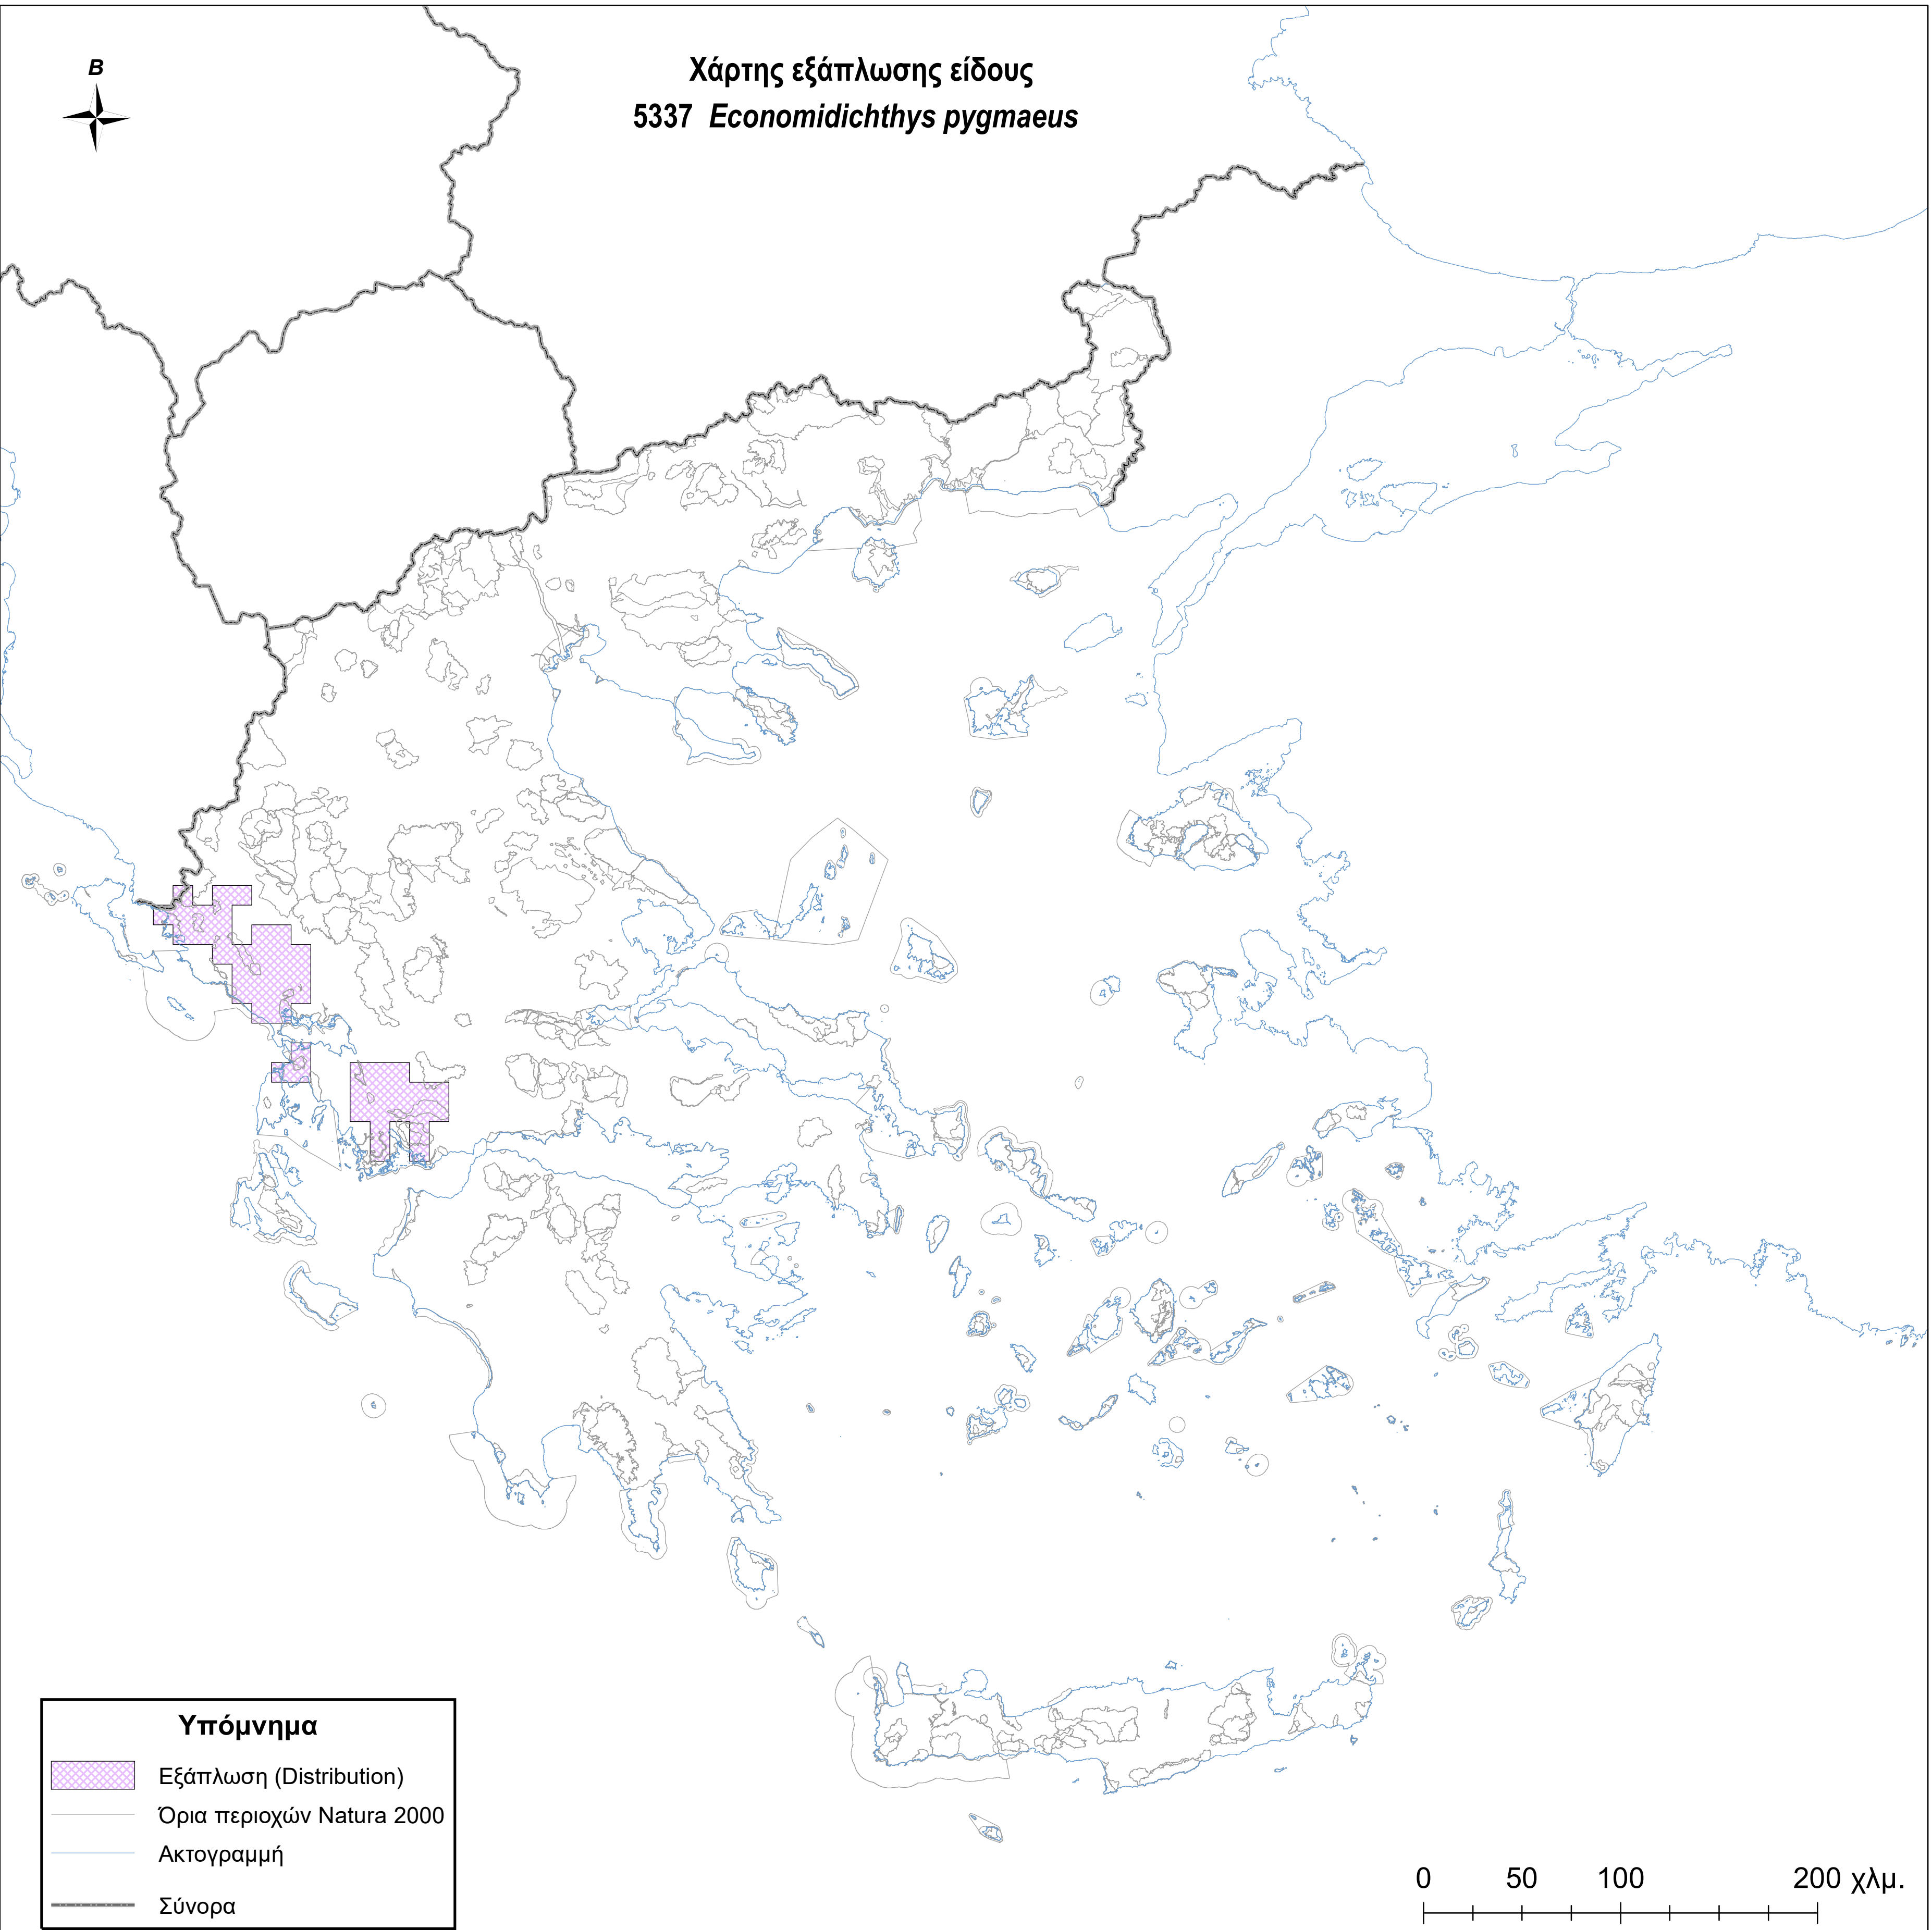 Χάρτης εξάπλωσης είδους
5337 Economidichthys pygmaeus
Β
Υπόμνημα
Εξάπλωση (Distribution)
Όρια περιοχών Natura 2000
Ακτογραμμή
Σύνορα
0 50 100 200 χλμ.